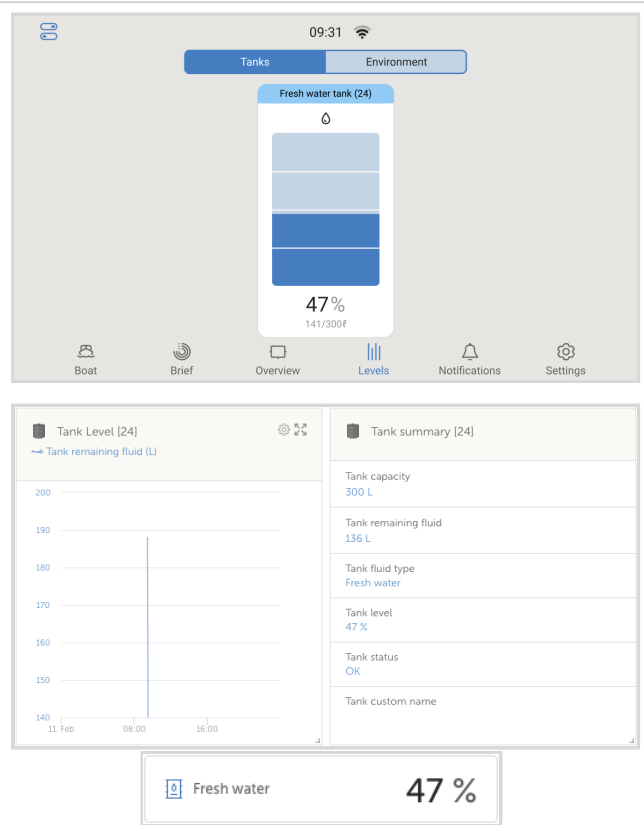 09:31
Tanks Environment
Fresh water tank (24)
47%
141/300ℓ
Boat Brief Overview Levels Notifications Settings
Tank Level [24]
Tank remaining fluid (L)
200
190
180
170
160
150
140
11. Feb 08:00 16:00
Tank summary [24]
Tank capacity
300 L
Tank remaining fluid
136 L
Tank fluid type
Fresh water
Tank level
47 %
Tank status
OK
Tank custom name
Fresh water 47 %